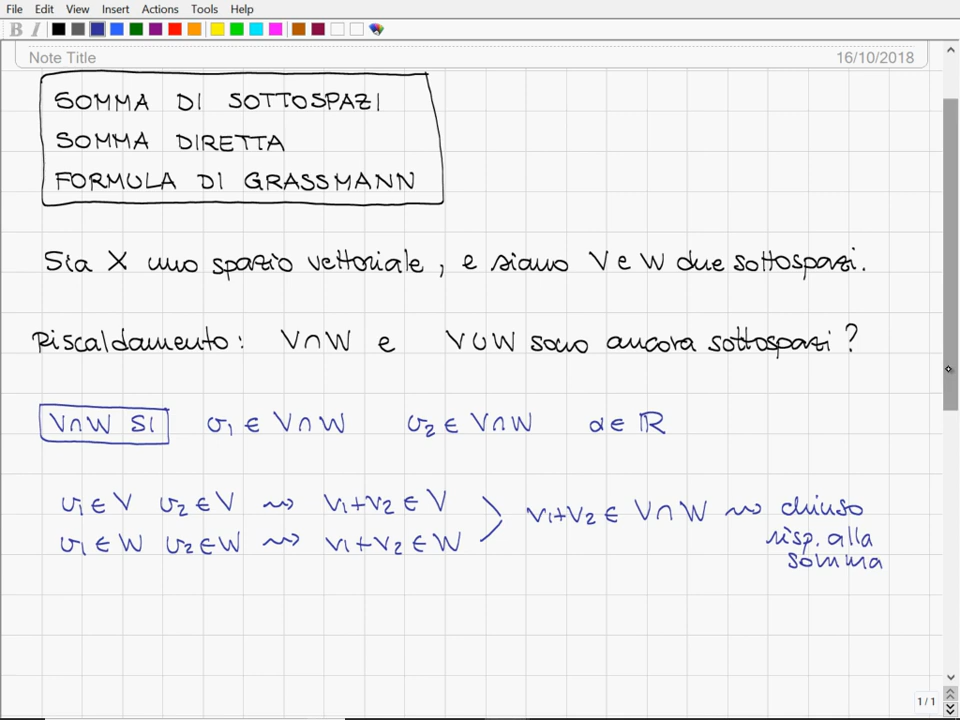 File Edit View Insert Actions Tools Help
B I
Note Title 16/10/2018
SOMMA DI SOTTOSPAZI
SOMMA DIRETTA
FORMULA DI GRASSMANN
Sia X uno spazio vettoriale, e siano V e W due sottospazi.
Riscaldamento: V∩W e V∪W sono ancora sottospazi?
V∩W SI v₁ ∈ V∩W v₂ ∈ V∩W α ∈ ℝ
v₁ ∈ V v₂ ∈ V ⇝ v₁+v₂ ∈ V
v₁ ∈ W v₂ ∈ W ⇝ v₁+v₂ ∈ W
v₁+v₂ ∈ V∩W ⇝ chiuso
risp. alla
somma
1/1